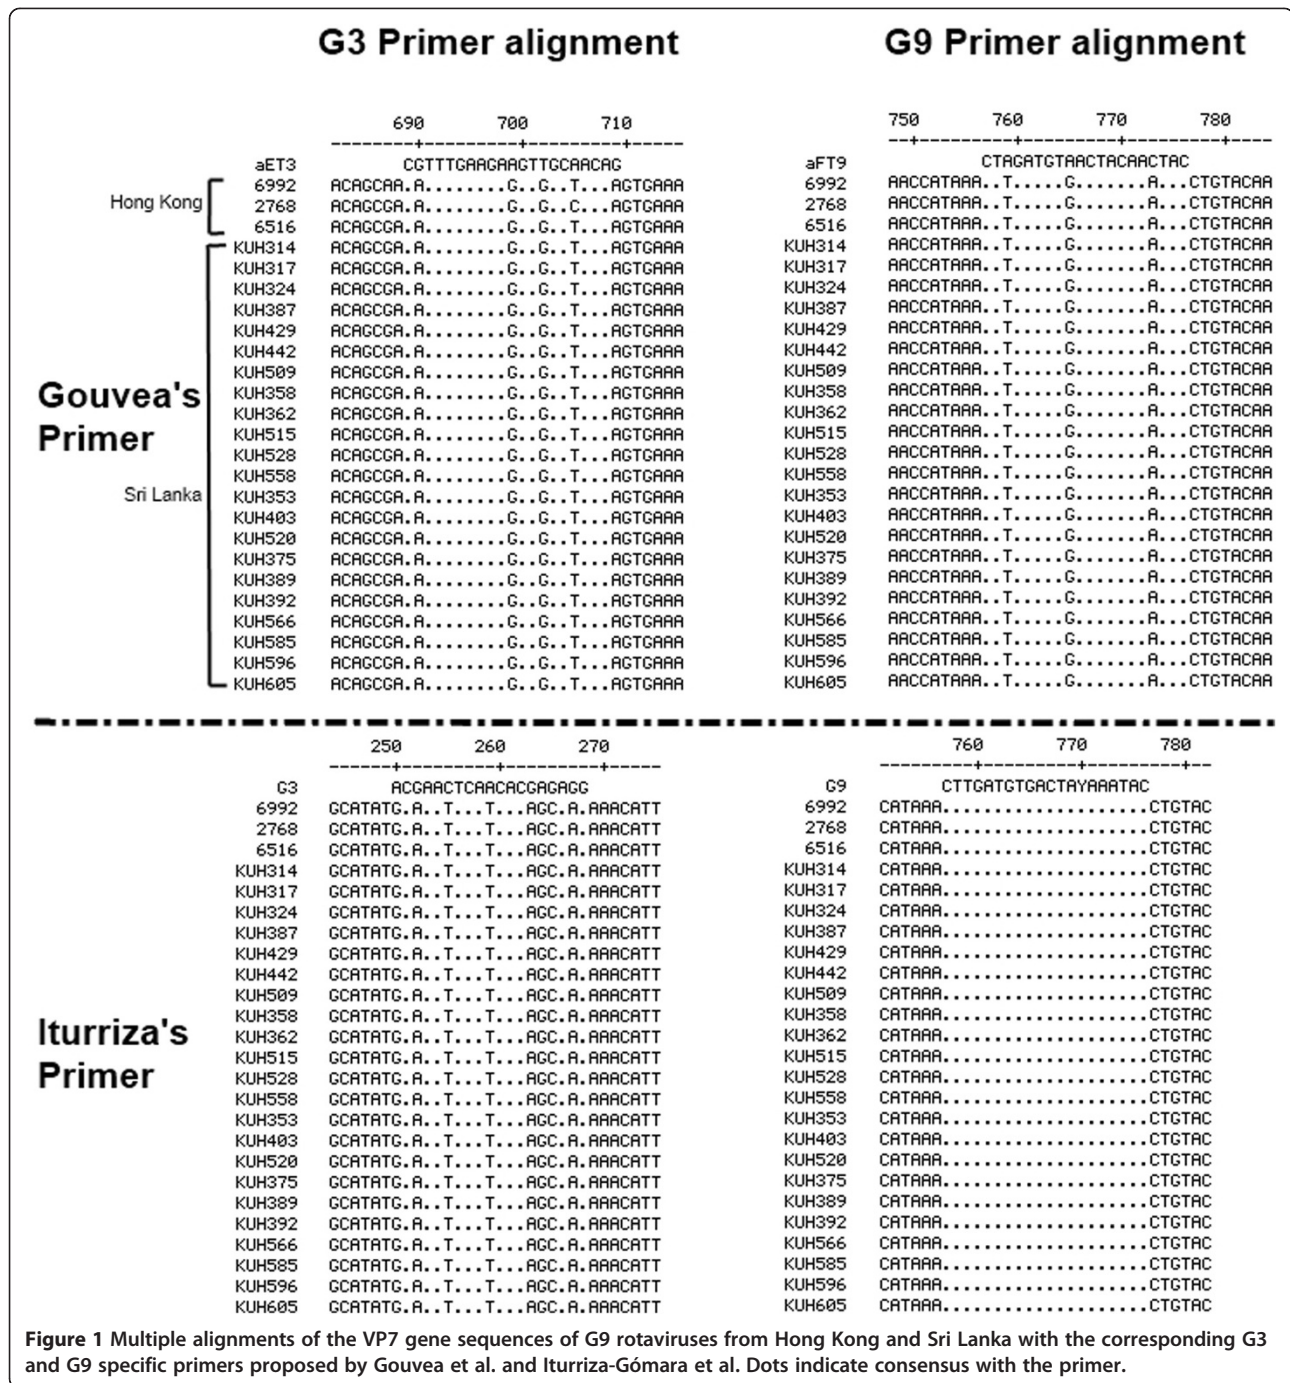 G3 Primer alignment
G9 Primer alignment
Gouvea's
Primer
Hong Kong
Sri Lanka
690 700 710
--------+---------+---------+-----
aET3 CGTTTGAAGAAGTTGCAACAG
6992 ACAGCAA.A........G..G..T...AGTGAAA
2768 ACAGCGA.A........G..G..C...AGTGAAA
6516 ACAGCGA.A........G..G..T...AGTGAAA
KUH314 ACAGCGA.A........G..G..T...AGTGAAA
KUH317 ACAGCGA.A........G..G..T...AGTGAAA
KUH324 ACAGCGA.A........G..G..T...AGTGAAA
KUH387 ACAGCGA.A........G..G..T...AGTGAAA
KUH429 ACAGCGA.A........G..G..T...AGTGAAA
KUH442 ACAGCGA.A........G..G..T...AGTGAAA
KUH509 ACAGCGA.A........G..G..T...AGTGAAA
KUH358 ACAGCGA.A........G..G..T...AGTGAAA
KUH362 ACAGCGA.A........G..G..T...AGTGAAA
KUH515 ACAGCGA.A........G..G..T...AGTGAAA
KUH528 ACAGCGA.A........G..G..T...AGTGAAA
KUH558 ACAGCGA.A........G..G..T...AGTGAAA
KUH353 ACAGCGA.A........G..G..T...AGTGAAA
KUH403 ACAGCGA.A........G..G..T...AGTGAAA
KUH520 ACAGCGA.A........G..G..T...AGTGAAA
KUH375 ACAGCGA.A........G..G..T...AGTGAAA
KUH389 ACAGCGA.A........G..G..T...AGTGAAA
KUH392 ACAGCGA.A........G..G..T...AGTGAAA
KUH566 ACAGCGA.A........G..G..T...AGTGAAA
KUH585 ACAGCGA.A........G..G..T...AGTGAAA
KUH596 ACAGCGA.A........G..G..T...AGTGAAA
KUH605 ACAGCGA.A........G..G..T...AGTGAAA
750 760 770 780
--+---------+---------+---------+----
aFT9 CTAGATGTAACTACAACTAC
6992 AACCATAAA..T.....G.......A...CTGTACAA
2768 AACCATAAA..T.....G.......A...CTGTACAA
6516 AACCATAAA..T.....G.......A...CTGTACAA
KUH314 AACCATAAA..T.....G.......A...CTGTACAA
KUH317 AACCATAAA..T.....G.......A...CTGTACAA
KUH324 AACCATAAA..T.....G.......A...CTGTACAA
KUH387 AACCATAAA..T.....G.......A...CTGTACAA
KUH429 AACCATAAA..T.....G.......A...CTGTACAA
KUH442 AACCATAAA..T.....G.......A...CTGTACAA
KUH509 AACCATAAA..T.....G.......A...CTGTACAA
KUH358 AACCATAAA..T.....G.......A...CTGTACAA
KUH362 AACCATAAA..T.....G.......A...CTGTACAA
KUH515 AACCATAAA..T.....G.......A...CTGTACAA
KUH528 AACCATAAA..T.....G.......A...CTGTACAA
KUH558 AACCATAAA..T.....G.......A...CTGTACAA
KUH353 AACCATAAA..T.....G.......A...CTGTACAA
KUH403 AACCATAAA..T.....G.......A...CTGTACAA
KUH520 AACCATAAA..T.....G.......A...CTGTACAA
KUH375 AACCATAAA..T.....G.......A...CTGTACAA
KUH389 AACCATAAA..T.....G.......A...CTGTACAA
KUH392 AACCATAAA..T.....G.......A...CTGTACAA
KUH566 AACCATAAA..T.....G.......A...CTGTACAA
KUH585 AACCATAAA..T.....G.......A...CTGTACAA
KUH596 AACCATAAA..T.....G.......A...CTGTACAA
KUH605 AACCATAAA..T.....G.......A...CTGTACAA
Iturriza's
Primer
250 260 270
------+---------+---------+-----
G3 ACGAACTCAACACGAGAGG
6992 GCATATG.A..T...T...AGC.A.AAACATT
2768 GCATATG.A..T...T...AGC.A.AAACATT
6516 GCATATG.A..T...T...AGC.A.AAACATT
KUH314 GCATATG.A..T...T...AGC.A.AAACATT
KUH317 GCATATG.A..T...T...AGC.A.AAACATT
KUH324 GCATATG.A..T...T...AGC.A.AAACATT
KUH387 GCATATG.A..T...T...AGC.A.AAACATT
KUH429 GCATATG.A..T...T...AGC.A.AAACATT
KUH442 GCATATG.A..T...T...AGC.A.AAACATT
KUH509 GCATATG.A..T...T...AGC.A.AAACATT
KUH358 GCATATG.A..T...T...AGC.A.AAACATT
KUH362 GCATATG.A..T...T...AGC.A.AAACATT
KUH515 GCATATG.A..T...T...AGC.A.AAACATT
KUH528 GCATATG.A..T...T...AGC.A.AAACATT
KUH558 GCATATG.A..T...T...AGC.A.AAACATT
KUH353 GCATATG.A..T...T...AGC.A.AAACATT
KUH403 GCATATG.A..T...T...AGC.A.AAACATT
KUH520 GCATATG.A..T...T...AGC.A.AAACATT
KUH375 GCATATG.A..T...T...AGC.A.AAACATT
KUH389 GCATATG.A..T...T...AGC.A.AAACATT
KUH392 GCATATG.A..T...T...AGC.A.AAACATT
KUH566 GCATATG.A..T...T...AGC.A.AAACATT
KUH585 GCATATG.A..T...T...AGC.A.AAACATT
KUH596 GCATATG.A..T...T...AGC.A.AAACATT
KUH605 GCATATG.A..T...T...AGC.A.AAACATT
760 770 780
---------+---------+---------+--
G9 CTTGATGTGACTAYAAATAC
6992 CATAAA....................CTGTAC
2768 CATAAA....................CTGTAC
6516 CATAAA....................CTGTAC
KUH314 CATAAA....................CTGTAC
KUH317 CATAAA....................CTGTAC
KUH324 CATAAA....................CTGTAC
KUH387 CATAAA....................CTGTAC
KUH429 CATAAA....................CTGTAC
KUH442 CATAAA....................CTGTAC
KUH509 CATAAA....................CTGTAC
KUH358 CATAAA....................CTGTAC
KUH362 CATAAA....................CTGTAC
KUH515 CATAAA....................CTGTAC
KUH528 CATAAA....................CTGTAC
KUH558 CATAAA....................CTGTAC
KUH353 CATAAA....................CTGTAC
KUH403 CATAAA....................CTGTAC
KUH520 CATAAA....................CTGTAC
KUH375 CATAAA....................CTGTAC
KUH389 CATAAA....................CTGTAC
KUH392 CATAAA....................CTGTAC
KUH566 CATAAA....................CTGTAC
KUH585 CATAAA....................CTGTAC
KUH596 CATAAA....................CTGTAC
KUH605 CATAAA....................CTGTAC
Figure 1 Multiple alignments of the VP7 gene sequences of G9 rotaviruses from Hong Kong and Sri Lanka with the corresponding G3
and G9 specific primers proposed by Gouvea et al. and Iturriza-Gómara et al. Dots indicate consensus with the primer.